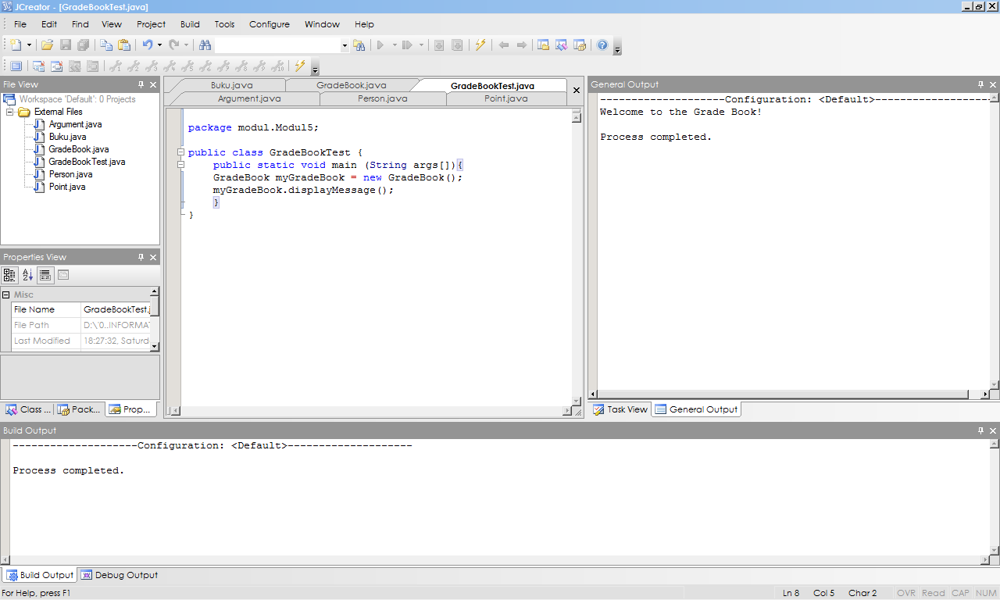 JCreator - [GradeBookTest.java]
File Edit Find View Project Build Tools Configure Window Help
File View
Workspace 'Default': 0 Projects
External Files
Argument.java
Buku.java
GradeBook.java
GradeBookTest.java
Person.java
Point.java
Properties View
Misc
File Name GradeBookTest.j
File Path D:\'0..INFORMAT
Last Modified 18:27:32, Saturd
Class ... Pack... Prop...
Buku.java GradeBook.java GradeBookTest.java
Argument.java Person.java Point.java
package modul.Modul5;
public class GradeBookTest {
public static void main (String args[]){
GradeBook myGradeBook = new GradeBook();
myGradeBook.displayMessage();
}
}
General Output
--------------------Configuration: <Default>-------------------
Welcome to the Grade Book!
Process completed.
Task View General Output
Build Output
--------------------Configuration: <Default>--------------------
Process completed.
Build Output Debug Output
For Help, press F1
Ln 8 Col 5 Char 2 OVR Read CAP NUM